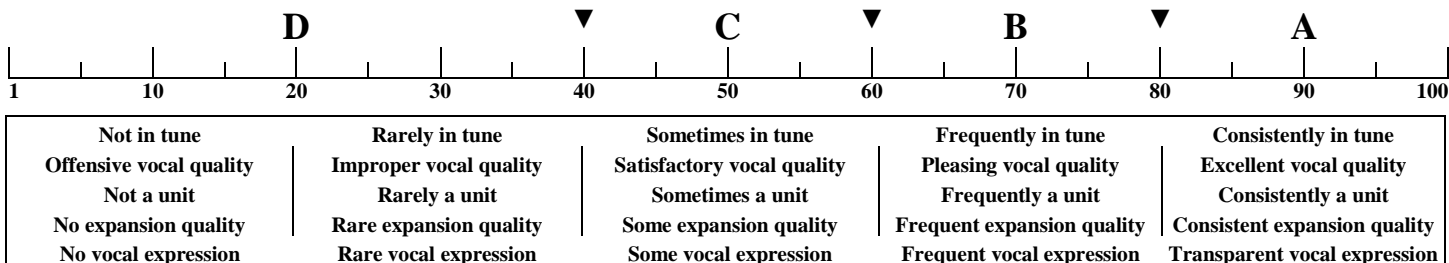 D ▼ C ▼ B ▼ A
1 10 20 30 40 50 60 70 80 90 100
Not in tune Rarely in tune Sometimes in tune Frequently in tune Consistently in tune
Offensive vocal quality Improper vocal quality Satisfactory vocal quality Pleasing vocal quality Excellent vocal quality
Not a unit Rarely a unit Sometimes a unit Frequently a unit Consistently a unit
No expansion quality Rare expansion quality Some expansion quality Frequent expansion quality Consistent expansion quality
No vocal expression Rare vocal expression Some vocal expression Frequent vocal expression Transparent vocal expression